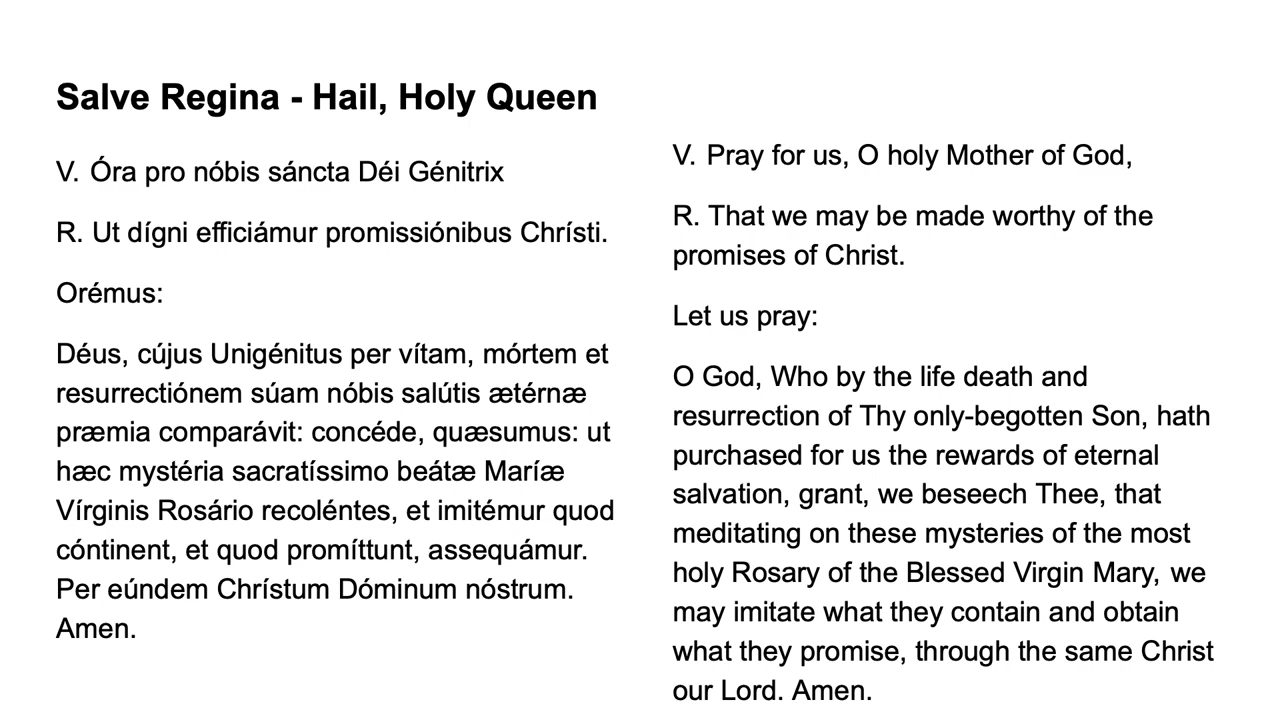 Salve Regina - Hail, Holy Queen
V. Óra pro nóbis sáncta Déi Génitrix
R. Ut dígni efficiámur promissiónibus Chrísti.
Orémus:
Déus, cújus Unigénitus per vítam, mórtem et
resurrectiónem súam nóbis salútis ætérnæ
præmia comparávit: concéde, quæsumus: ut
hæc mystéria sacratíssimo beátæ Maríæ
Vírginis Rosário recoléntes, et imitémur quod
cóntinent, et quod promíttunt, assequámur.
Per eúndem Chrístum Dóminum nóstrum.
Amen.
V. Pray for us, O holy Mother of God,
R. That we may be made worthy of the
promises of Christ.
Let us pray:
O God, Who by the life death and
resurrection of Thy only-begotten Son, hath
purchased for us the rewards of eternal
salvation, grant, we beseech Thee, that
meditating on these mysteries of the most
holy Rosary of the Blessed Virgin Mary, we
may imitate what they contain and obtain
what they promise, through the same Christ
our Lord. Amen.